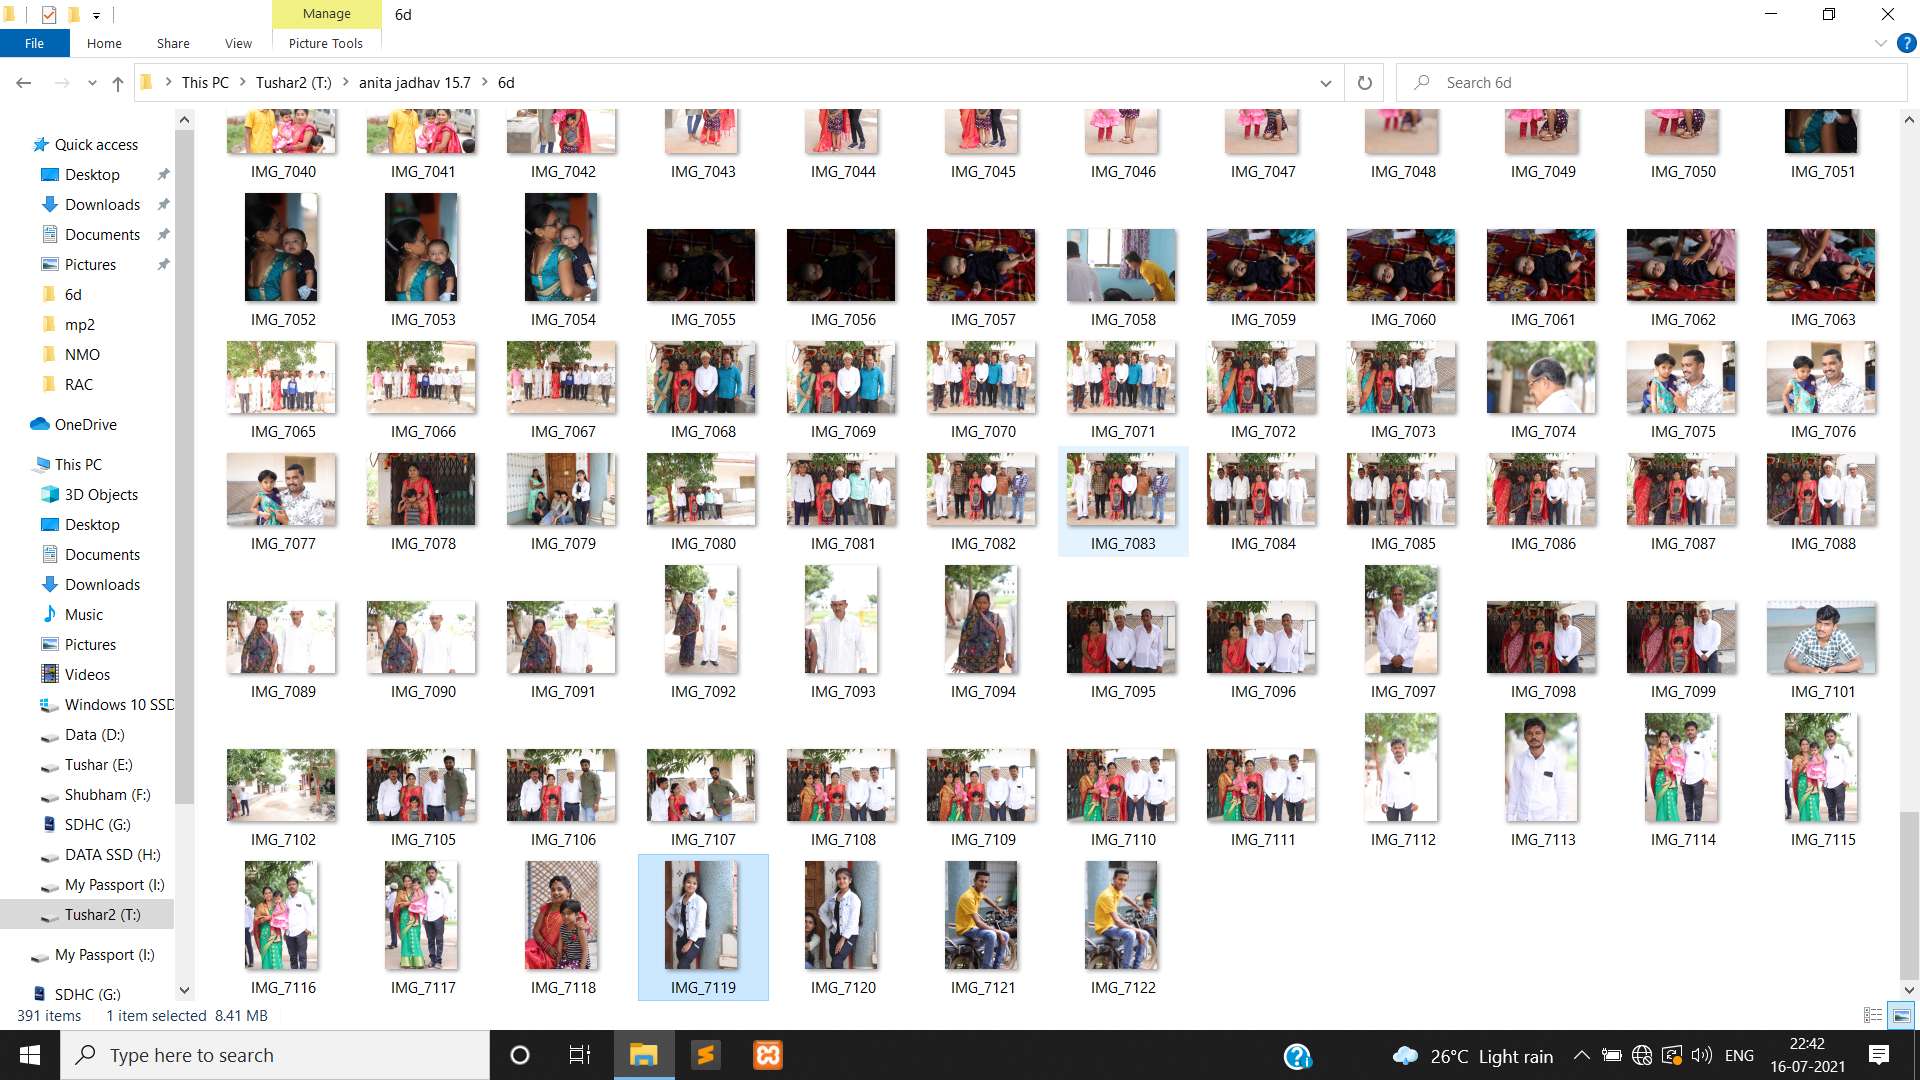 Manage
6d
File
Home
Share
View
Picture Tools
This PC
Tushar2 (T:)
anita jadhav 15.7
6d
Search 6d
Quick access
Desktop
Downloads
Documents
Pictures
6d
mp2
NMO
RAC
OneDrive
This PC
3D Objects
Desktop
Documents
Downloads
Music
Pictures
Videos
Windows 10 SSD
Data (D:)
Tushar (E:)
Shubham (F:)
SDHC (G:)
DATA SSD (H:)
My Passport (I:)
Tushar2 (T:)
My Passport (I:)
SDHC (G:)
IMG_7040 IMG_7041 IMG_7042 IMG_7043 IMG_7044 IMG_7045 IMG_7046 IMG_7047 IMG_7048 IMG_7049 IMG_7050 IMG_7051
IMG_7052 IMG_7053 IMG_7054 IMG_7055 IMG_7056 IMG_7057 IMG_7058 IMG_7059 IMG_7060 IMG_7061 IMG_7062 IMG_7063
IMG_7065 IMG_7066 IMG_7067 IMG_7068 IMG_7069 IMG_7070 IMG_7071 IMG_7072 IMG_7073 IMG_7074 IMG_7075 IMG_7076
IMG_7077 IMG_7078 IMG_7079 IMG_7080 IMG_7081 IMG_7082 IMG_7083 IMG_7084 IMG_7085 IMG_7086 IMG_7087 IMG_7088
IMG_7089 IMG_7090 IMG_7091 IMG_7092 IMG_7093 IMG_7094 IMG_7095 IMG_7096 IMG_7097 IMG_7098 IMG_7099 IMG_7101
IMG_7102 IMG_7105 IMG_7106 IMG_7107 IMG_7108 IMG_7109 IMG_7110 IMG_7111 IMG_7112 IMG_7113 IMG_7114 IMG_7115
IMG_7116 IMG_7117 IMG_7118 IMG_7119 IMG_7120 IMG_7121 IMG_7122
391 items 1 item selected 8.41 MB
Type here to search
26°C Light rain
ENG
22:42
16-07-2021